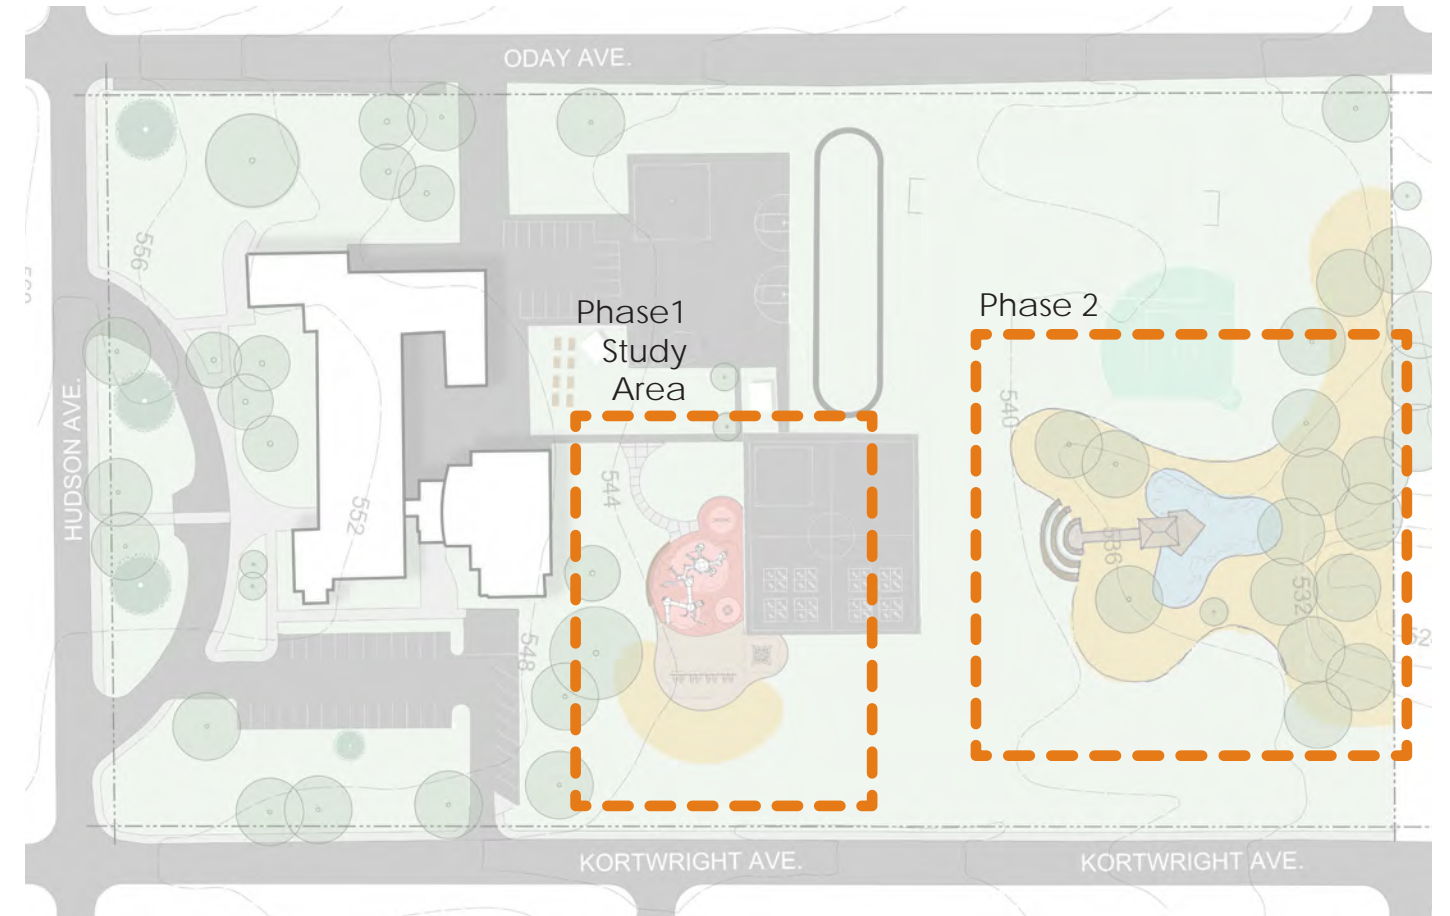 ODAY AVE.
556
Phase1
Study
Area
Phase 2
540
HUDSON AVE.
544
552
536
532
548
KORTWRIGHT AVE.
KORTWRIGHT AVE.